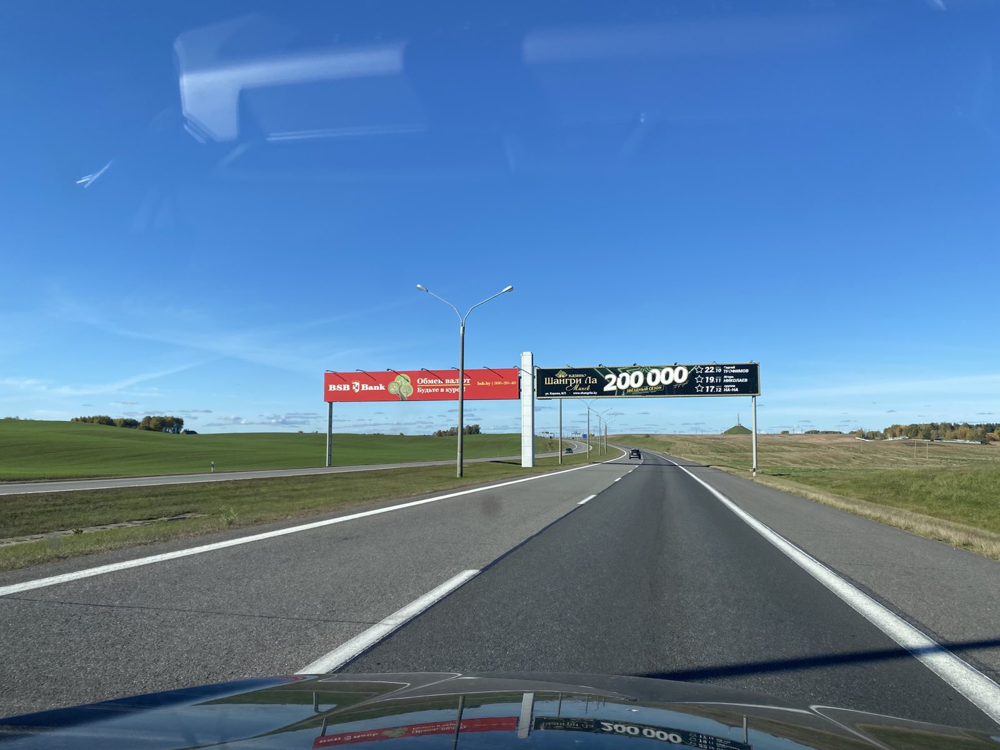 BSB Bank
Обмен валют
Будьте в курсе!
bsb.by | 306-20-40
казино
Шангри Ла
Минск
ул. Кирова, 8/3 www.shangrila.by
200 000
ЗВЁЗДНЫЙ СЕЗОН
22.10 Сергей ТРОФИМОВ
19.11 Игорь НИКОЛАЕВ
17.12 группа НА-НА